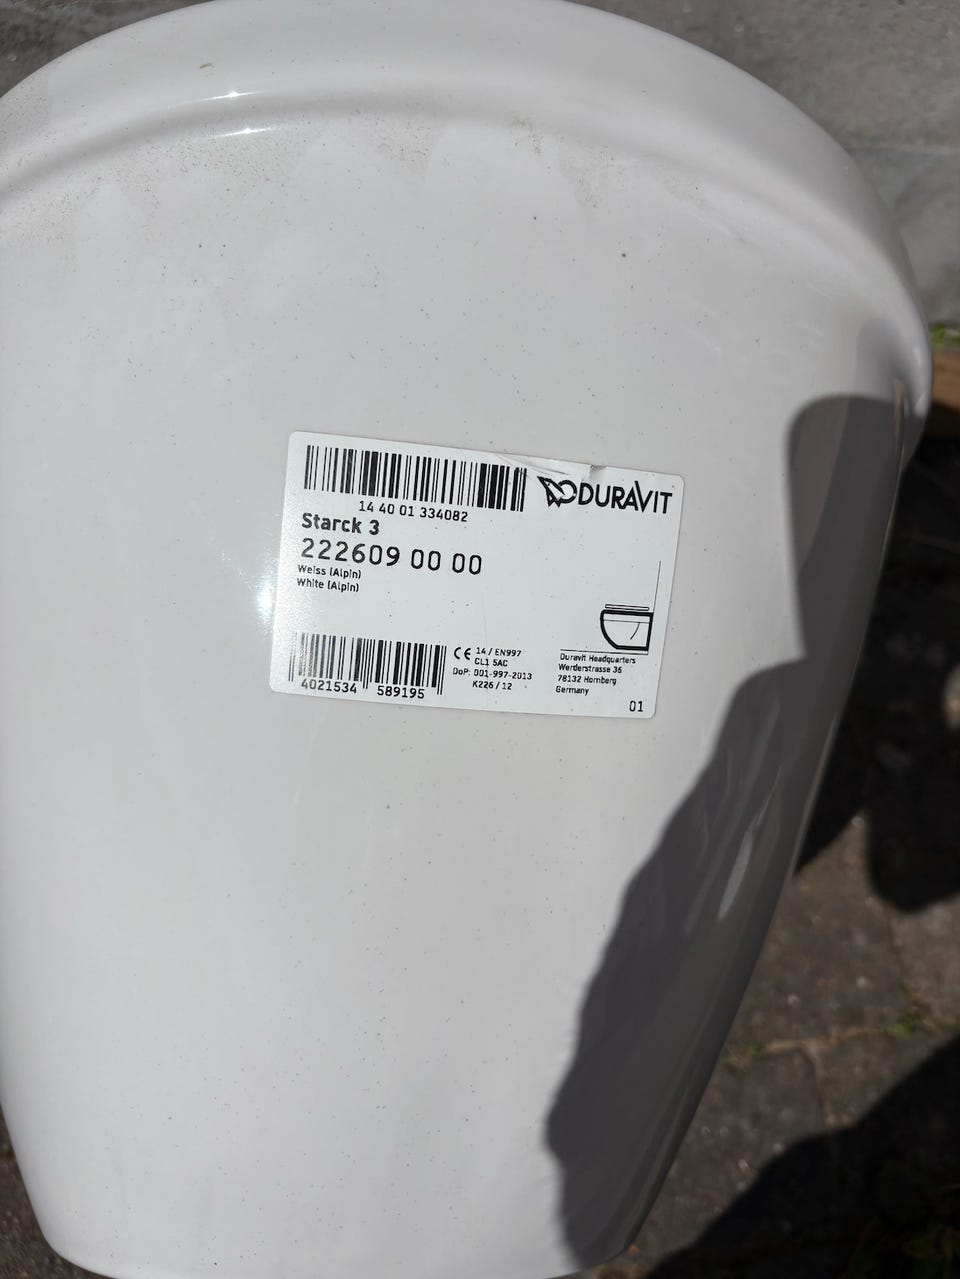 14 40 01 334082
DURAVIT
Starck 3
222609 00 00
Weiss (Alpin)
White (Alpin)
4021534 589195
CE 14 / EN997
CL1 5AC
DoP: 001-997-2013
K226 / 12
Duravit Headquarters
Werderstrasse 36
78132 Hornberg
Germany
01